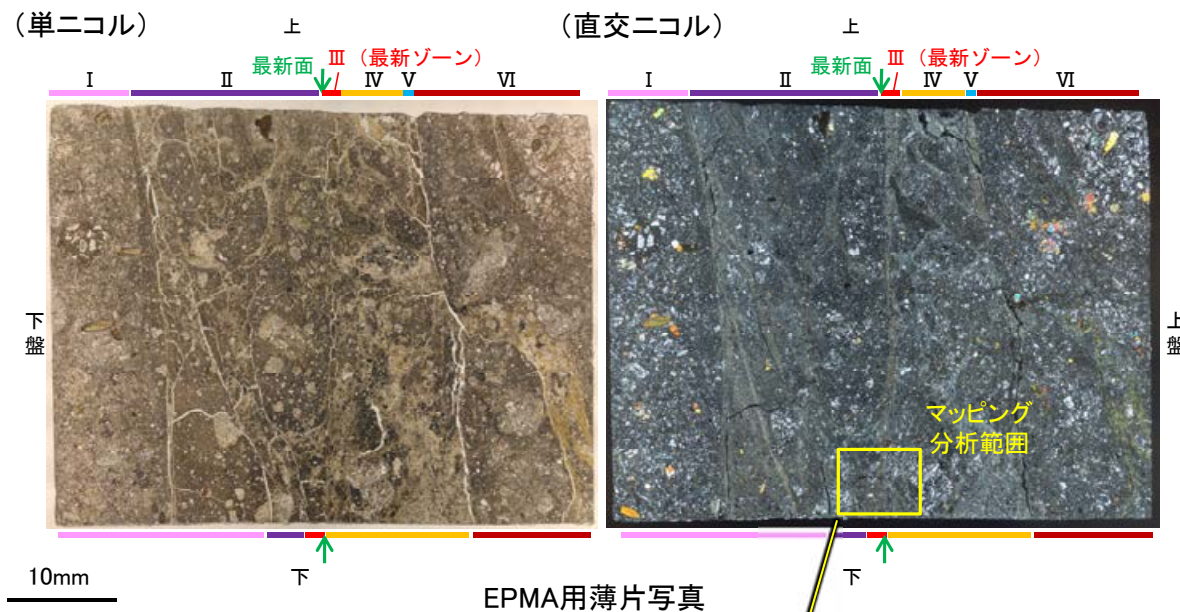 (単ニコル)
上
(直交ニコル)
上
最新面
Ⅲ (最新ゾーン)
最新面
Ⅲ (最新ゾーン)
Ⅰ Ⅱ Ⅳ Ⅴ Ⅵ
Ⅰ Ⅱ Ⅳ Ⅴ Ⅵ
下盤
上盤
マッピング
分析範囲
下
下
10mm
EPMA用薄片写真